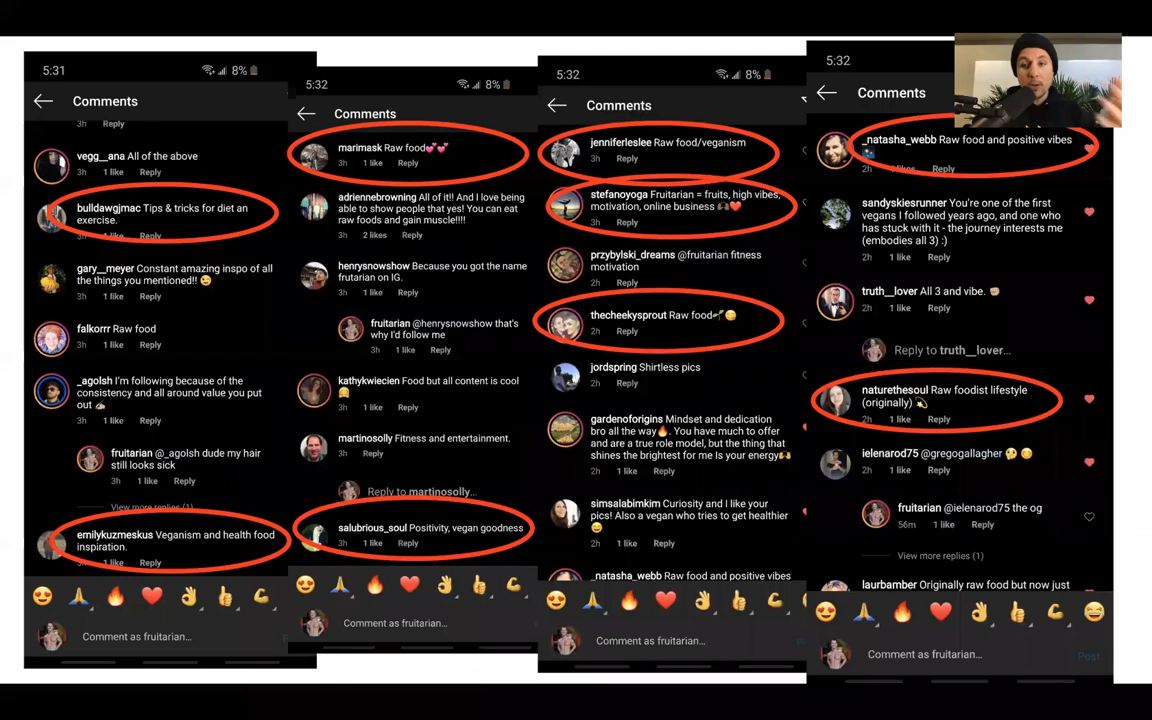 5:31
8%
Comments
3h Reply
vegg__ana All of the above
3h 1 like Reply
bulldawgjmac Tips & tricks for diet an
exercise.
3h 1 like Reply
gary__meyer Constant amazing inspo of all
the things you mentioned!! 😉
3h 1 like Reply
falkorrr Raw food
3h 1 like Reply
_agolsh I'm following because of the
consistency and all around value you put
out ✍🏻
3h 1 like Reply
fruitarian @_agolsh dude my hair
still looks sick
3h 1 like Reply
View more replies (1)
emilykuzmeskus Veganism and health food
inspiration.
3h 1 like Reply
😍 🙏 🔥 ❤️ 👌 👍 💪
Comment as fruitarian...
5:32
8%
Comments
marimask Raw food💕💕
3h 1 like Reply
adriennebrowning All of it!! And I love being
able to show people that yes! You can eat
raw foods and gain muscle!!!!
3h 2 likes Reply
henrysnowshow Because you got the name
frutarian on IG.
3h 1 like Reply
fruitarian @henrysnowshow that's
why I'd follow me
3h 1 like Reply
kathykwiecien Food but all content is cool
🤗
3h 1 like Reply
martinosolly Fitness and entertainment.
3h Reply
Reply to martinosolly...
salubrious_soul Positivity, vegan goodness
3h 1 like Reply
😍 🙏 🔥 ❤️ 👌 👍 💪
Comment as fruitarian...
5:32
8%
Comments
jenniferleslee Raw food/veganism
3h Reply
stefanoyoga Fruitarian = fruits, high vibes,
motivation, online business 🙌🏾❤️
3h Reply
przybylski_dreams @fruitarian fitness
motivation
2h Reply
thecheekysprout Raw food🌱😋
2h Reply
jordspring Shirtless pics
2h Reply
gardenoforigins Mindset and dedication
bro all the way🔥. You have much to offer
and are a true role model, but the thing that
shines the brightest for me Is your energy🙌
2h 1 like Reply
simsalabimkim Curiosity and I like your
pics! Also a vegan who tries to get healthier
😄
2h 1 like Reply
_natasha_webb Raw food and positive vibes
😍 🙏 🔥 ❤️ 👌 👍 💪
Comment as fruitarian...
5:32
Comments
_natasha_webb Raw food and positive vibes
2h 1 like Reply
sandyskiesrunner You're one of the first
vegans I followed years ago, and one who
has stuck with it - the journey interests me
(embodies all 3) :)
2h 1 like Reply
truth__lover All 3 and vibe. ✊🏼
2h 1 like Reply
Reply to truth__lover...
naturethesoul Raw foodist lifestyle
(originally) 💫
2h 1 like Reply
ielenarod75 @gregogallagher 🤔 😊
2h 1 like Reply
fruitarian @ielenarod75 the og
56m 1 like Reply
View more replies (1)
laurbamber Originally raw food but now just
😍 🙏 🔥 ❤️ 👌 👍 💪 😂
Comment as fruitarian...
Post